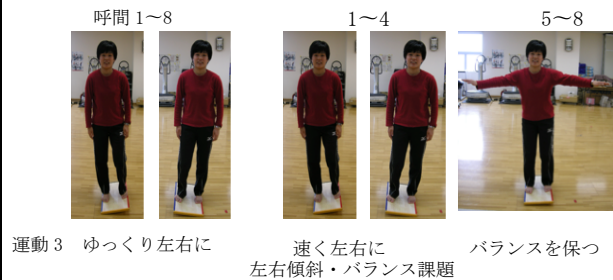 呼間 1～8
1～4
5～8
運動 3　ゆっくり左右に
速く左右に
バランスを保つ
左右傾斜・バランス課題